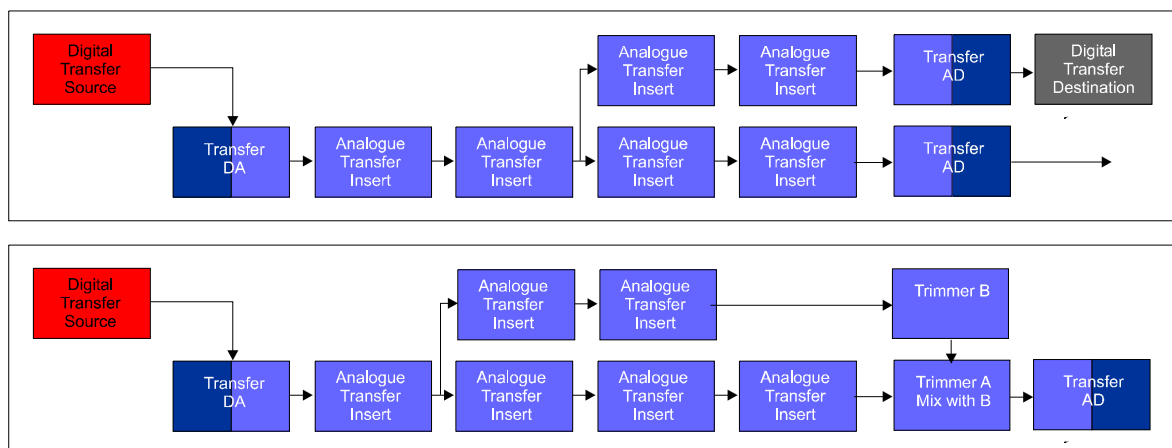 Digital
Transfer
Source
Analogue
Transfer
Insert
Analogue
Transfer
Insert
Transfer
AD
Digital
Transfer
Destination
Transfer
DA
Analogue
Transfer
Insert
Analogue
Transfer
Insert
Analogue
Transfer
Insert
Analogue
Transfer
Insert
Transfer
AD
Digital
Transfer
Source
Analogue
Transfer
Insert
Analogue
Transfer
Insert
Trimmer B
Transfer
DA
Analogue
Transfer
Insert
Analogue
Transfer
Insert
Analogue
Transfer
Insert
Analogue
Transfer
Insert
Trimmer A
Mix with B
Transfer
AD